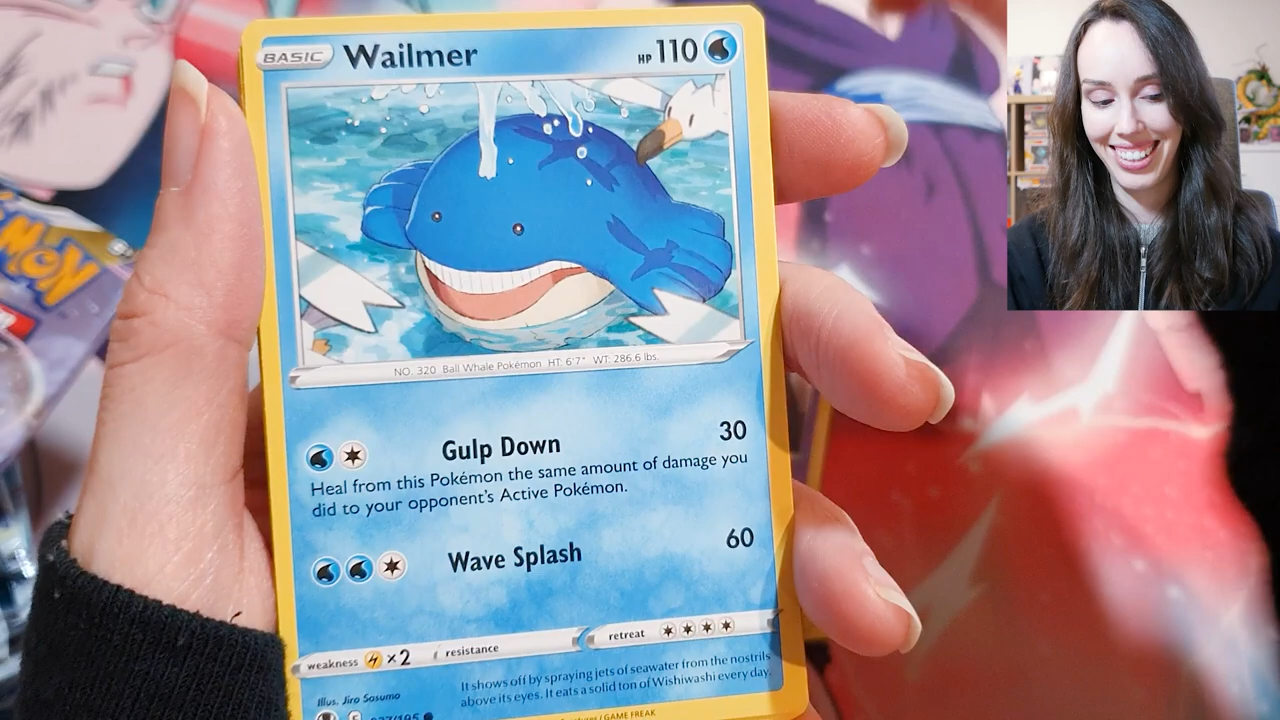 BASIC Wailmer HP 110
NO. 320 Ball Whale Pokémon HT: 6'7" WT: 286.6 lbs.
Gulp Down 30
Heal from this Pokémon the same amount of damage you
did to your opponent's Active Pokémon.
Wave Splash 60
weakness ×2 resistance retreat
It shows off by spraying jets of seawater from the nostrils
above its eyes. It eats a solid ton of Wishiwashi every day.
Illus. Jiro Sasumo
/ GAME FREAK